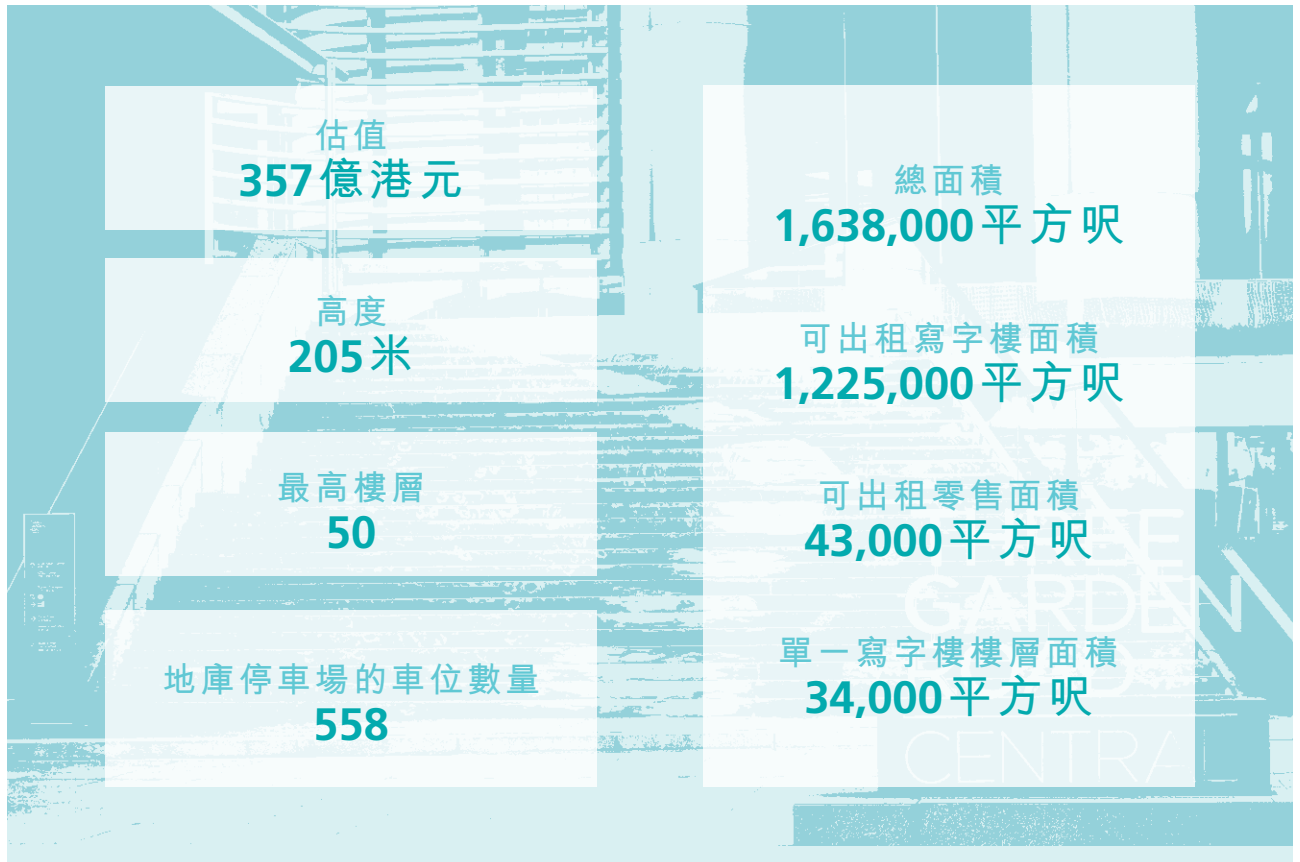 估值
357億港元
高度
205米
最高樓層
50
地庫停車場的車位數量
558
總面積
1,638,000平方呎
可出租寫字樓面積
1,225,000平方呎
可出租零售面積
43,000平方呎
單一寫字樓樓層面積
34,000平方呎
THREE
GARDEN
CENTRAL